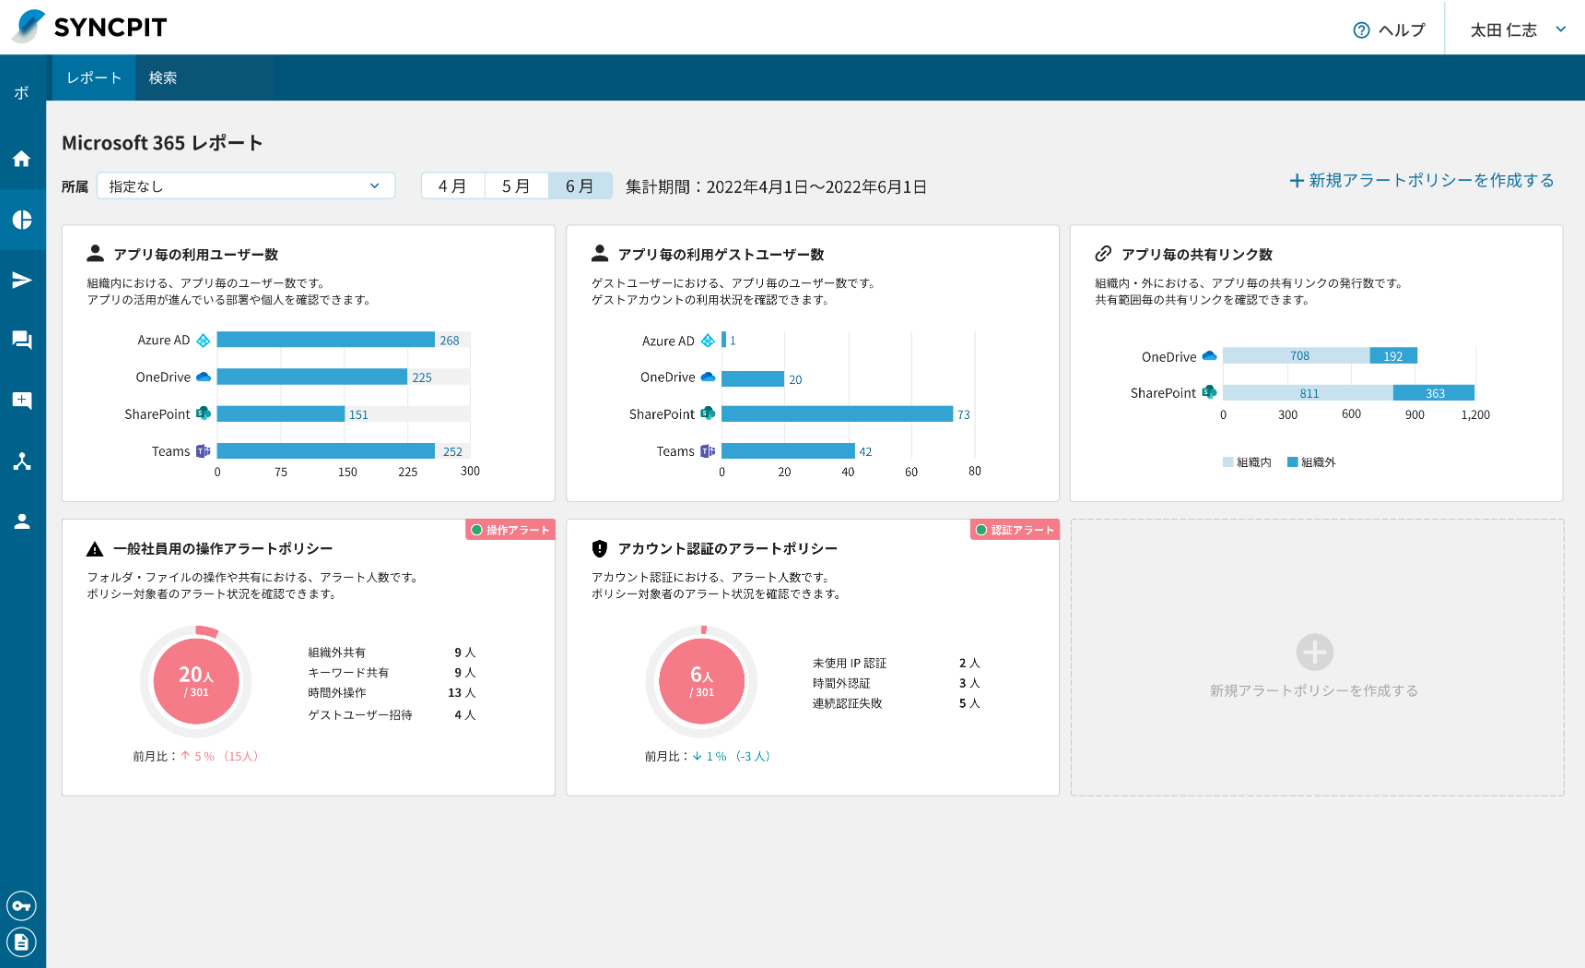 SYNCPIT
ヘルプ
太田 仁志
ボ
レポート
検索
Microsoft 365 レポート
所属
指定なし
4 月
5 月
6 月
集計期間：2022年4月1日〜2022年6月1日
新規アラートポリシーを作成する
アプリ毎の利用ユーザー数
組織内における、アプリ毎のユーザー数です。
アプリの活用が進んでいる部署や個人を確認できます。
Azure AD
268
OneDrive
225
SharePoint
151
Teams
252
0 75 150 225 300
アプリ毎の利用ゲストユーザー数
ゲストユーザーにおける、アプリ毎のユーザー数です。
ゲストアカウントの利用状況を確認できます。
Azure AD
1
OneDrive
20
SharePoint
73
Teams
42
0 20 40 60 80
アプリ毎の共有リンク数
組織内・外における、アプリ毎の共有リンクの発行数です。
共有範囲毎の共有リンクを確認できます。
OneDrive
708 192
SharePoint
811 363
0 300 600 900 1,200
組織内 組織外
操作アラート
一般社員用の操作アラートポリシー
フォルダ・ファイルの操作や共有における、アラート人数です。
ポリシー対象者のアラート状況を確認できます。
20人
/ 301
組織外共有 9 人
キーワード共有 9 人
時間外操作 13 人
ゲストユーザー招待 4 人
前月比：↑ 5 % （15人）
認証アラート
アカウント認証のアラートポリシー
アカウント認証における、アラート人数です。
ポリシー対象者のアラート状況を確認できます。
6人
/ 301
未使用 IP 認証 2 人
時間外認証 3 人
連続認証失敗 5 人
前月比：↓ 1 % （-3 人）
新規アラートポリシーを作成する